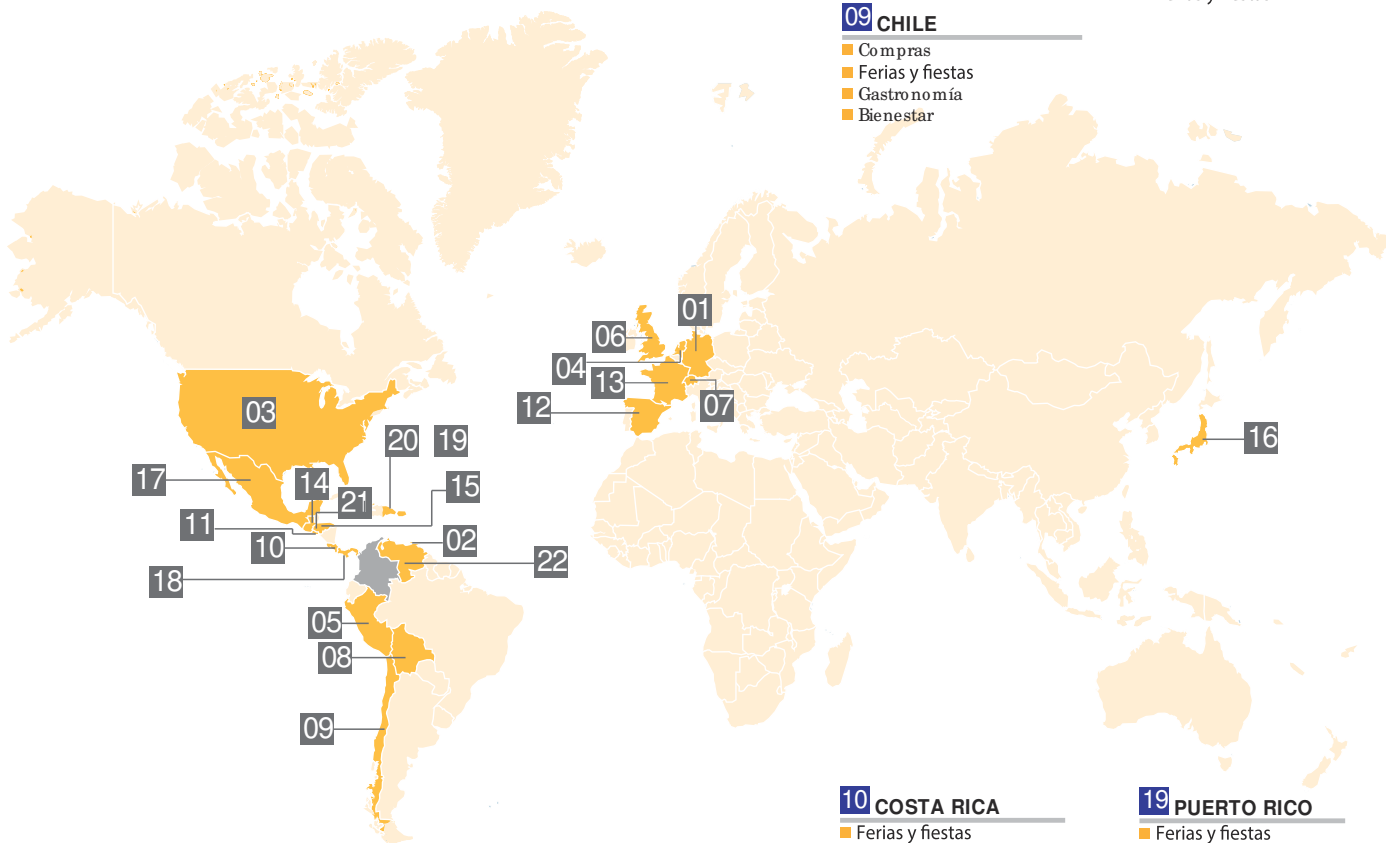 09 CHILE
Compras
Ferias y fiestas
Gastronomía
Bienestar
01
06
04
13
07
12
03
20
19
16
17
14
21
15
11
10
02
22
18
05
08
09
10 COSTA RICA
Ferias y fiestas
19 PUERTO RICO
Ferias y fiestas